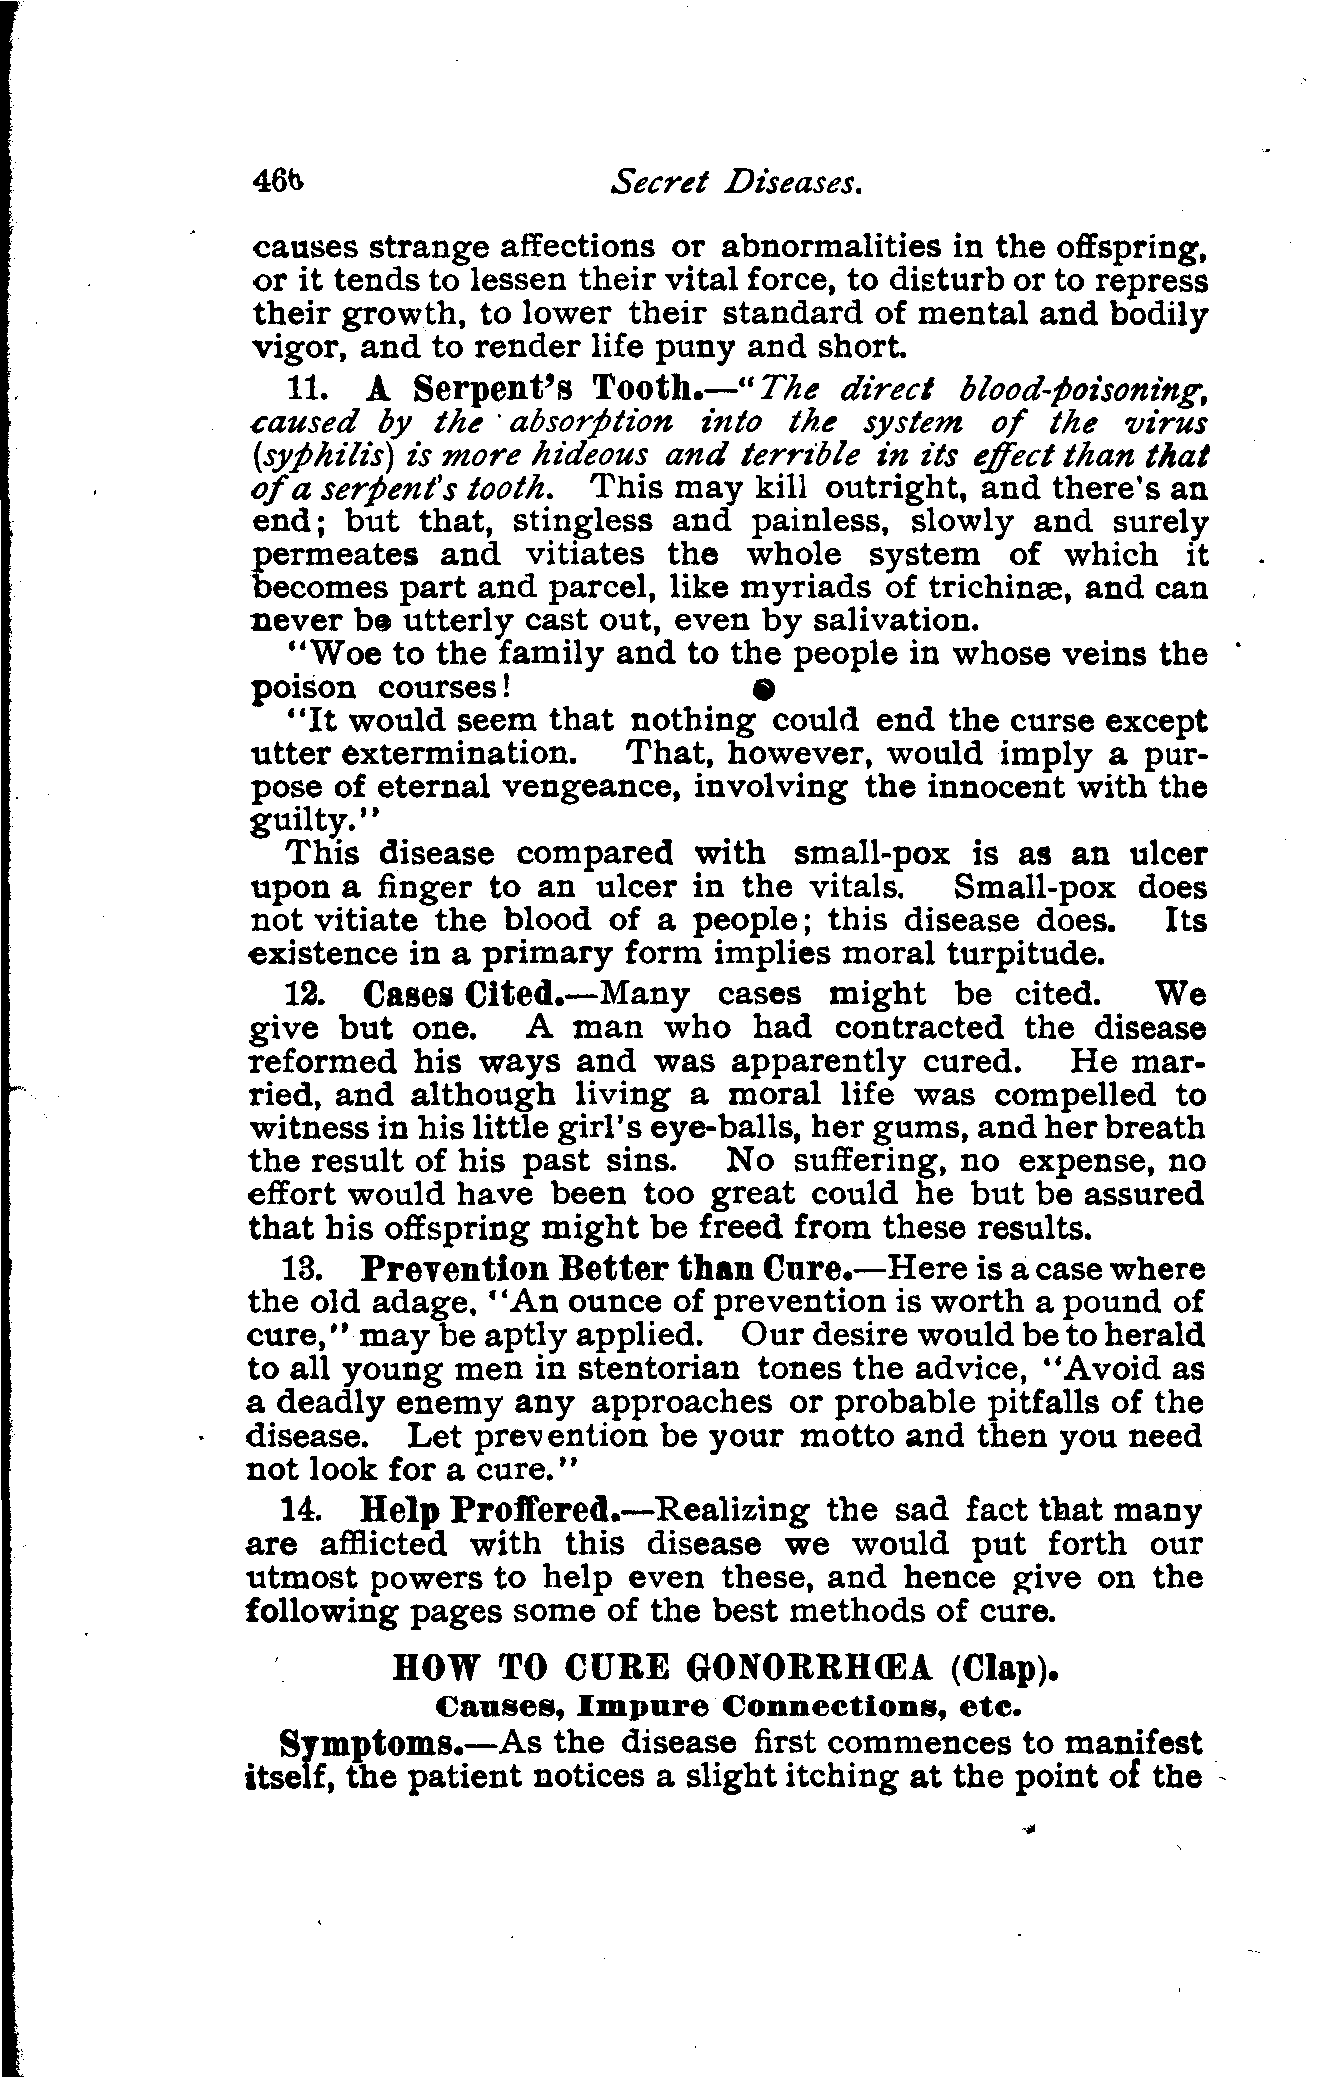 466 Secret Diseases.
causes strange affections or abnormalities in the offspring,
or it tends to lessen their vital force, to disturb or to repress
their growth, to lower their standard of mental and bodily
vigor, and to render life puny and short.
11. A Serpent's Tooth.—"The direct blood-poisoning,
caused by the absorption into the system of the virus
(syphilis) is more hideous and terrible in its effect than that
of a serpent's tooth. This may kill outright, and there's an
end; but that, stingless and painless, slowly and surely
permeates and vitiates the whole system of which it
becomes part and parcel, like myriads of trichinæ, and can
never be utterly cast out, even by salivation.
"Woe to the family and to the people in whose veins the
poison courses!
"It would seem that nothing could end the curse except
utter extermination. That, however, would imply a pur-
pose of eternal vengeance, involving the innocent with the
guilty."
This disease compared with small-pox is as an ulcer
upon a finger to an ulcer in the vitals. Small-pox does
not vitiate the blood of a people; this disease does. Its
existence in a primary form implies moral turpitude.
12. Cases Cited.—Many cases might be cited. We
give but one. A man who had contracted the disease
reformed his ways and was apparently cured. He mar-
ried, and although living a moral life was compelled to
witness in his little girl's eye-balls, her gums, and her breath
the result of his past sins. No suffering, no expense, no
effort would have been too great could he but be assured
that his offspring might be freed from these results.
13. Prevention Better than Cure.—Here is a case where
the old adage, "An ounce of prevention is worth a pound of
cure," may be aptly applied. Our desire would be to herald
to all young men in stentorian tones the advice, "Avoid as
a deadly enemy any approaches or probable pitfalls of the
disease. Let prevention be your motto and then you need
not look for a cure."
14. Help Proffered.—Realizing the sad fact that many
are afflicted with this disease we would put forth our
utmost powers to help even these, and hence give on the
following pages some of the best methods of cure.
HOW TO CURE GONORRHŒA (Clap).
Causes, Impure Connections, etc.
Symptoms.—As the disease first commences to manifest
itself, the patient notices a slight itching at the point of the